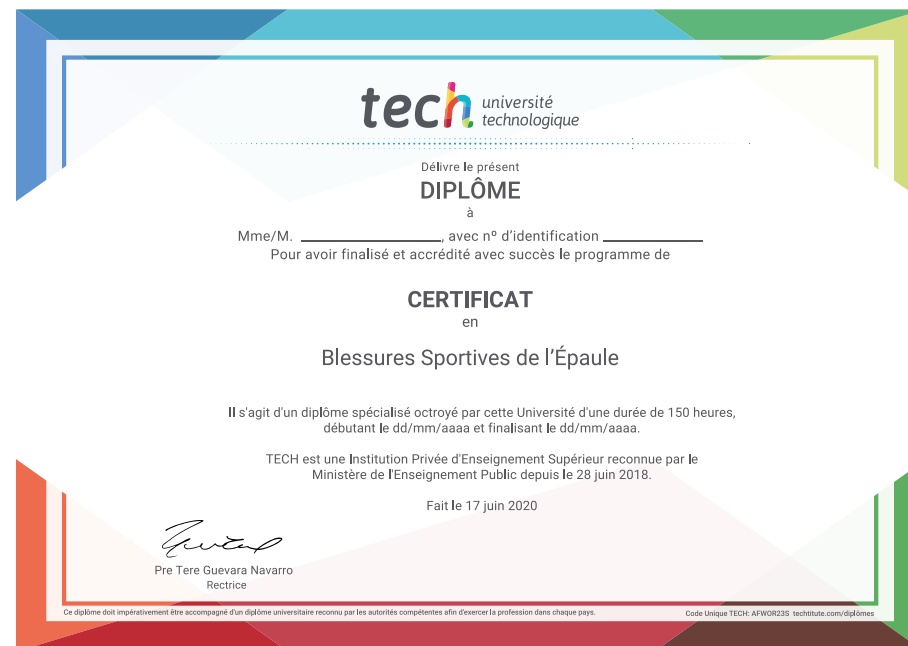 tech université
technologique
Délivre le présent
DIPLÔME
à
Mme/M. ____________________, avec nº d'identification ______________
Pour avoir finalisé et accrédité avec succès le programme de
CERTIFICAT
en
Blessures Sportives de l'Épaule
Il s'agit d'un diplôme spécialisé octroyé par cette Université d'une durée de 150 heures,
débutant le dd/mm/aaaa et finalisant le dd/mm/aaaa.
TECH est une Institution Privée d'Enseignement Supérieur reconnue par le
Ministère de l'Enseignement Public depuis le 28 juin 2018.
Fait le 17 juin 2020
Pre Tere Guevara Navarro
Rectrice
Ce diplôme doit impérativement être accompagné d'un diplôme universitaire reconnu par les autorités compétentes afin d'exercer la profession dans chaque pays.
Code Unique TECH: AFWOR23S techtitute.com/diplômes